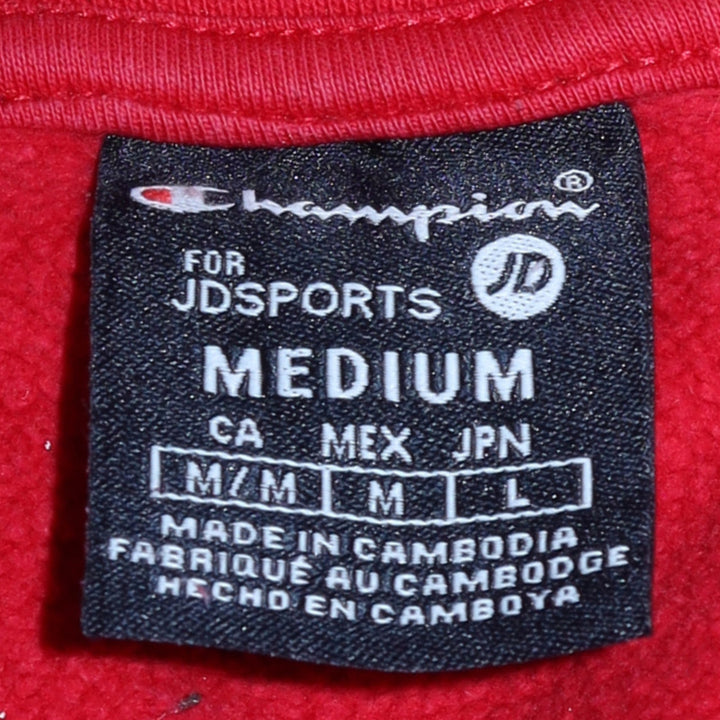 Champion®
FOR
JDSPORTS JD
MEDIUM
CA MEX JPN
M/M M L
MADE IN CAMBODIA
FABRIQUÉ AU CAMBODGE
HECHO EN CAMBOYA